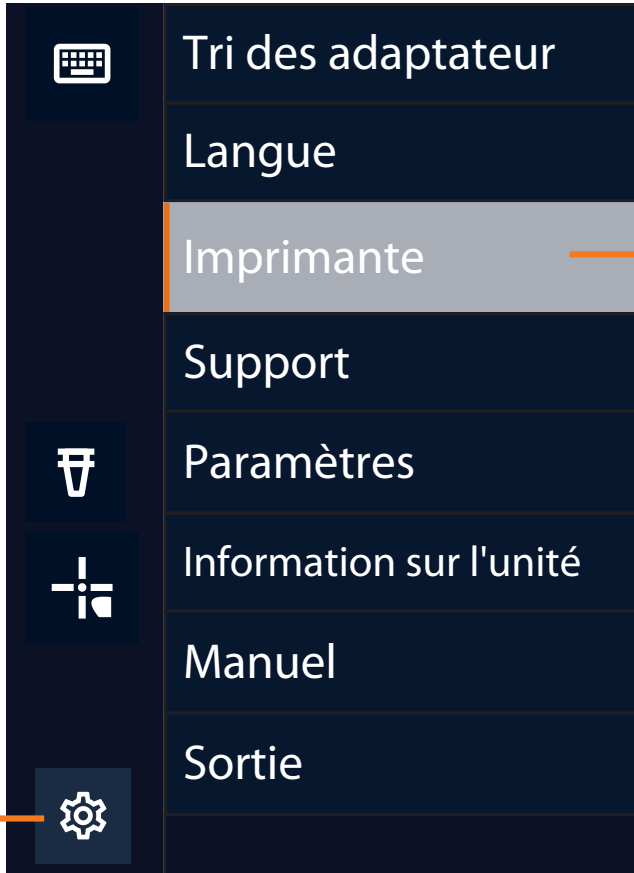 Tri des adaptateur
Langue
Imprimante
Support
Paramètres
Information sur l'unité
Manuel
Sortie